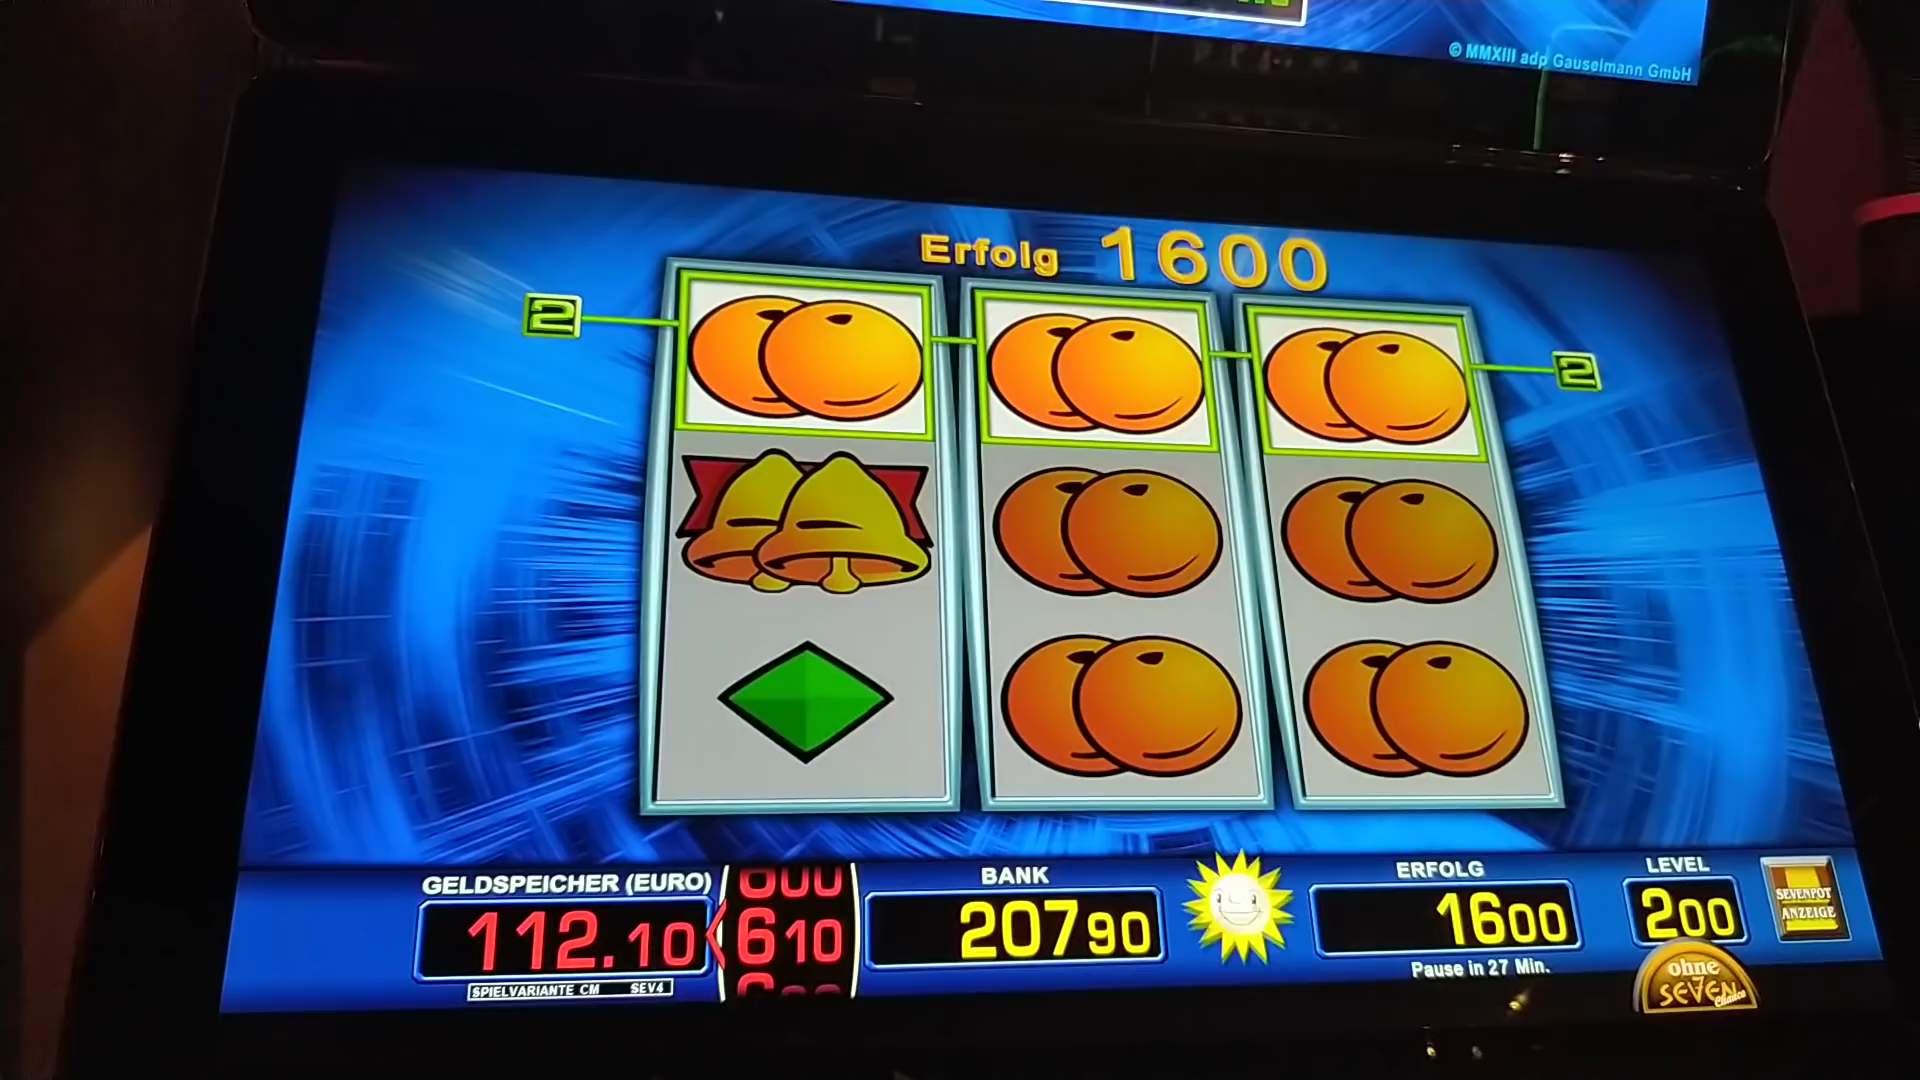 © MMXIII adp Gauselmann GmbH
Erfolg 1600
2
2
GELDSPEICHER (EURO)
112.10
610
BANK
20790
ERFOLG
1600
LEVEL
200
SEVENPOT
ANZEIGE
Pause in 27 Min.
SPIELVARIANTE CM SEV4
ohne
SEVEN
Chance